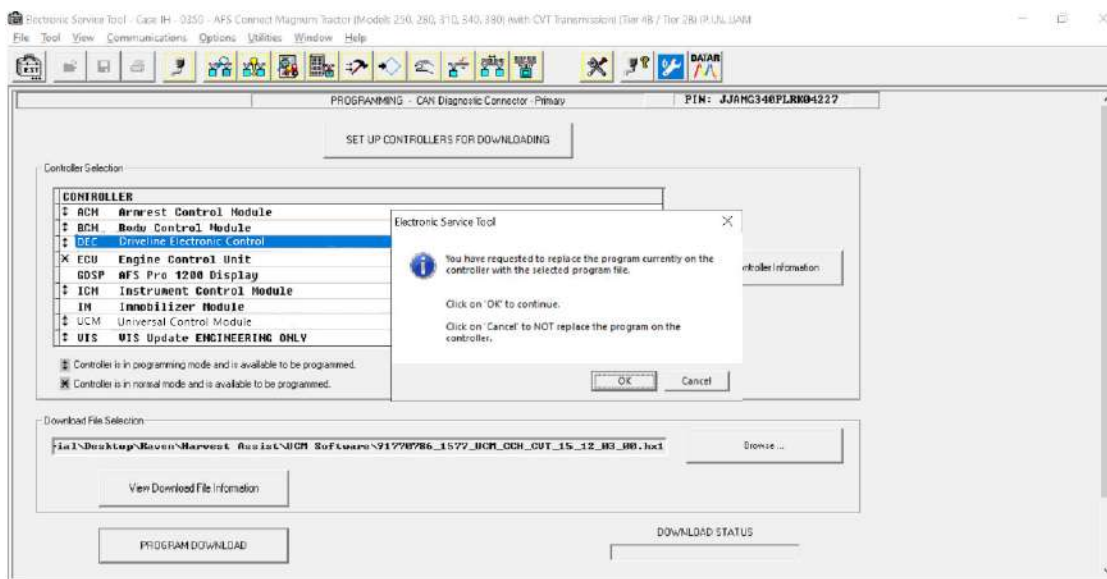 Electronic Service Tool - Case IH - 0250 - AFS Connect Magnum Tractor (Models 250, 280, 310, 340, 380) (with CVT Transmission) (Tier 4B / Tier 2B)
File Tool View Communications Options Utilities Window Help
DATAR
PROGRAMMING - CAN Diagnostic Connector - Primary
PIN: JJAMG340PLRK04227
SET UP CONTROLLERS FOR DOWNLOADING
Controller Selection
CONTROLLER
ACM Armrest Control Module
BCM Body Control Module
DEC Driveline Electronic Control
ECU Engine Control Unit
GDSP AFS Pro 1200 Display
ICM Instrument Control Module
IM Immobilizer Module
UCM Universal Control Module
VIS VIS Update ENGINEERING ONLY
Controller is in programming mode and is available to be programmed.
Controller is in normal mode and is available to be programmed.
Electronic Service Tool
You have requested to replace the program currently on the
controller with the selected program file.
Click on 'OK' to continue.
Click on 'Cancel' to NOT replace the program on the
controller.
OK Cancel
ntroller Information
Download File Selection
rial\Desktop\Raven\Harvest Assist\UCM Software\91770786_1577_UCM_CCH_CVT_15_12_03_00.hx1
Browse ...
View Download File Information
PROGRAM DOWNLOAD
DOWNLOAD STATUS